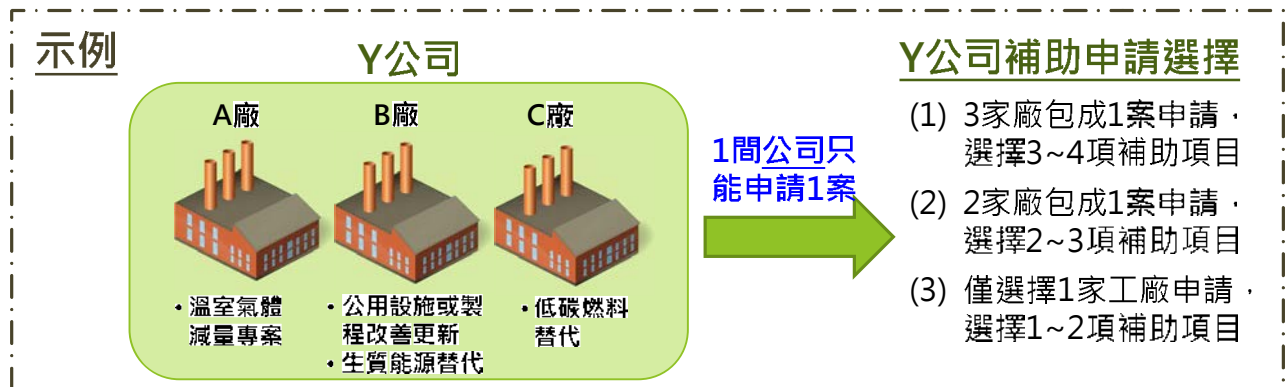 示例
Y公司
A廠
B廠
C廠
• 溫室氣體
減量專案
• 公用設施或製
程改善更新
• 生質能源替代
• 低碳燃料
替代
1間公司只
能申請1案
Y公司補助申請選擇
(1) 3家廠包成1案申請，
選擇3~4項補助項目
(2) 2家廠包成1案申請，
選擇2~3項補助項目
(3) 僅選擇1家工廠申請，
選擇1~2項補助項目